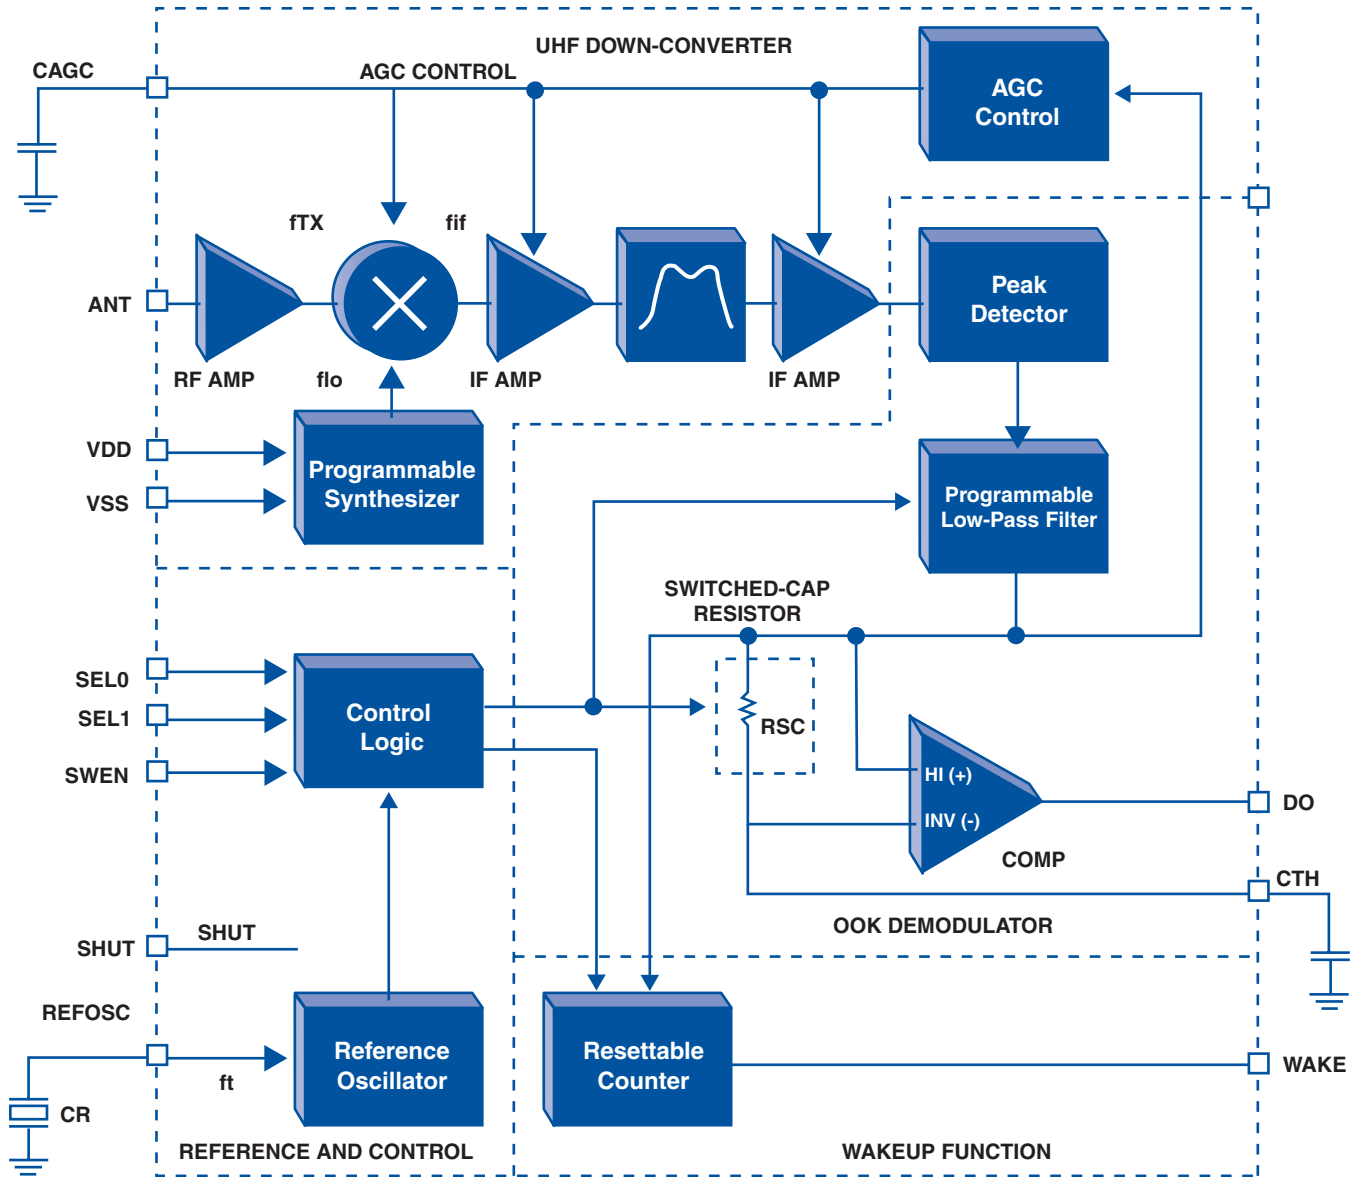 UHF DOWN-CONVERTER
CAGC
AGC CONTROL
AGC
Control
fTX
fif
ANT
Peak
Detector
RF AMP
flo
IF AMP
IF AMP
VDD
VSS
Programmable
Synthesizer
Programmable
Low-Pass Filter
SWITCHED-CAP
RESISTOR
SEL0
SEL1
SWEN
Control
Logic
RSC
HI (+)
INV (-)
COMP
DO
CTH
OOK DEMODULATOR
SHUT
SHUT
REFOSC
ft
CR
Reference
Oscillator
Resettable
Counter
WAKE
REFERENCE AND CONTROL
WAKEUP FUNCTION